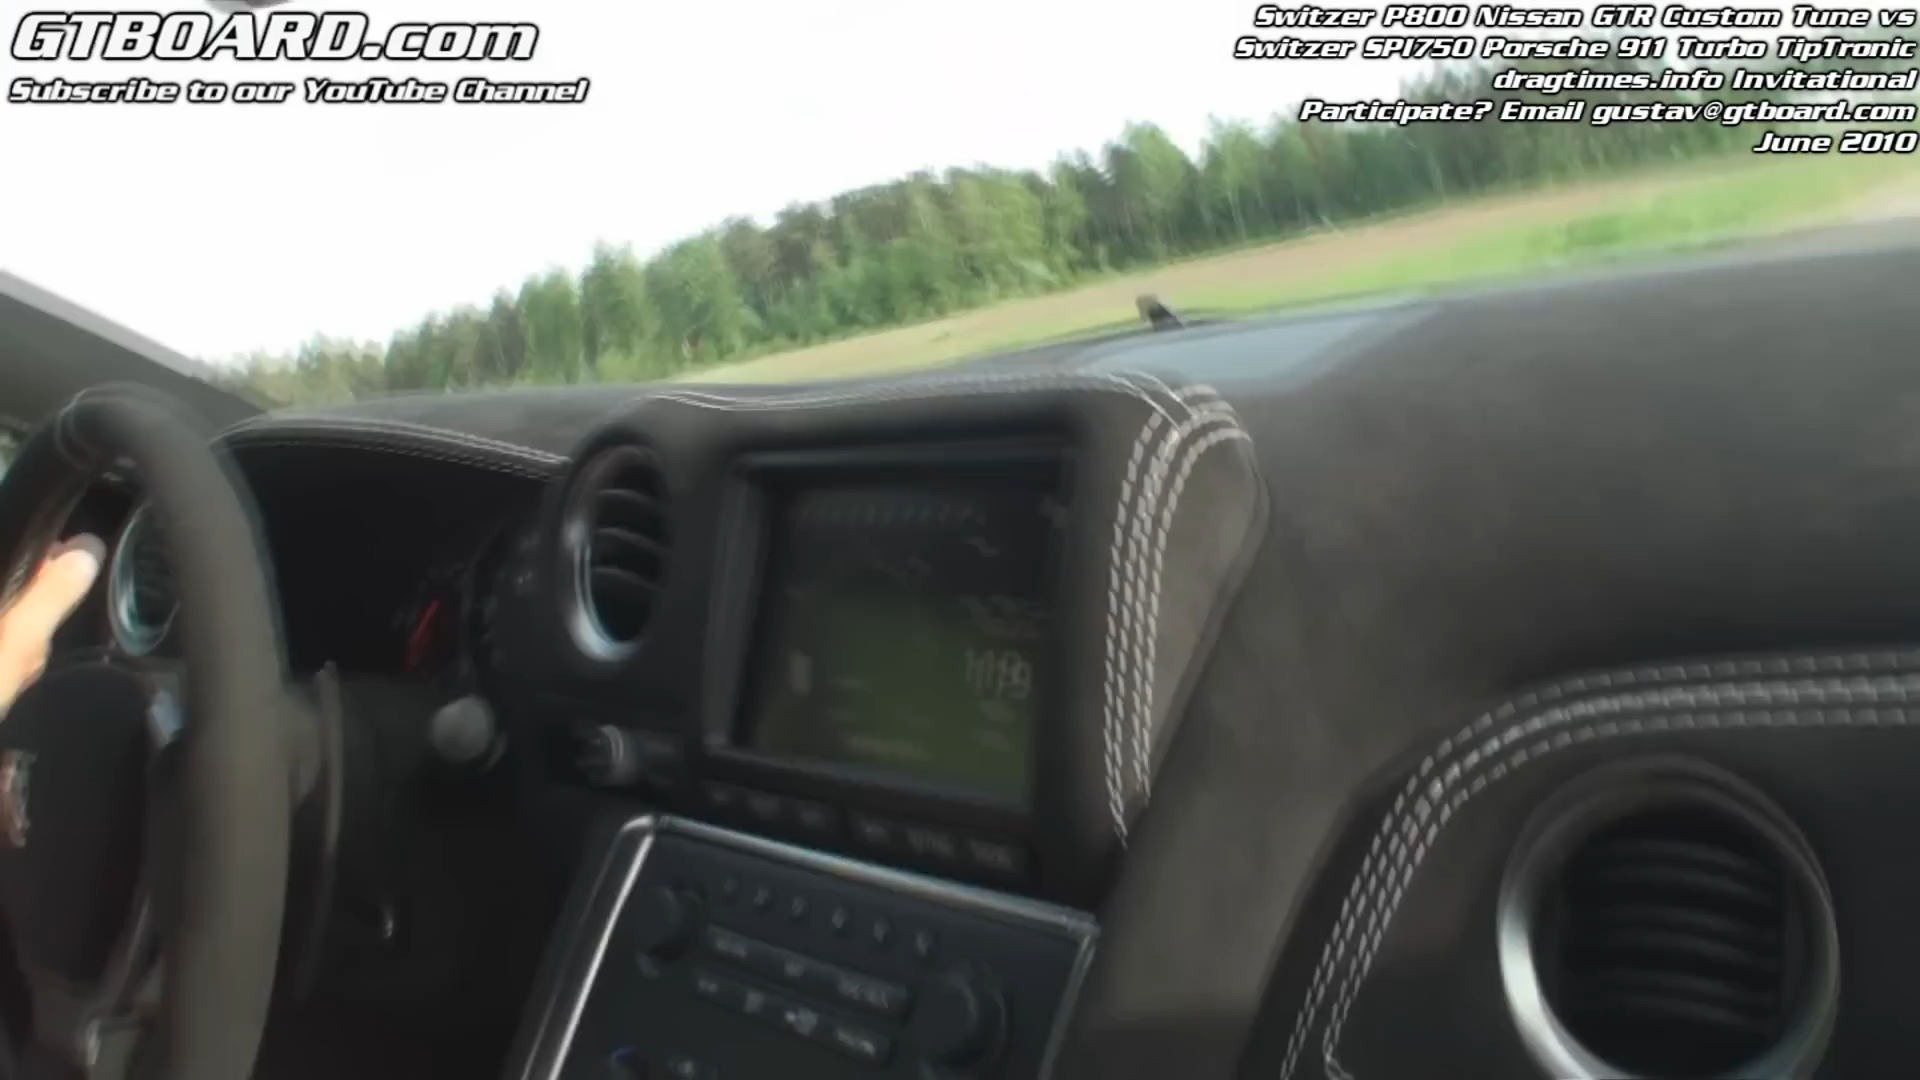 GTBOARD.com
Subscribe to our YouTube Channel
Switzer P800 Nissan GTR Custom Tune vs
Switzer SPI750 Porsche 911 Turbo TipTronic
dragtimes.info Invitational
Participate? Email gustav@gtboard.com
June 2010